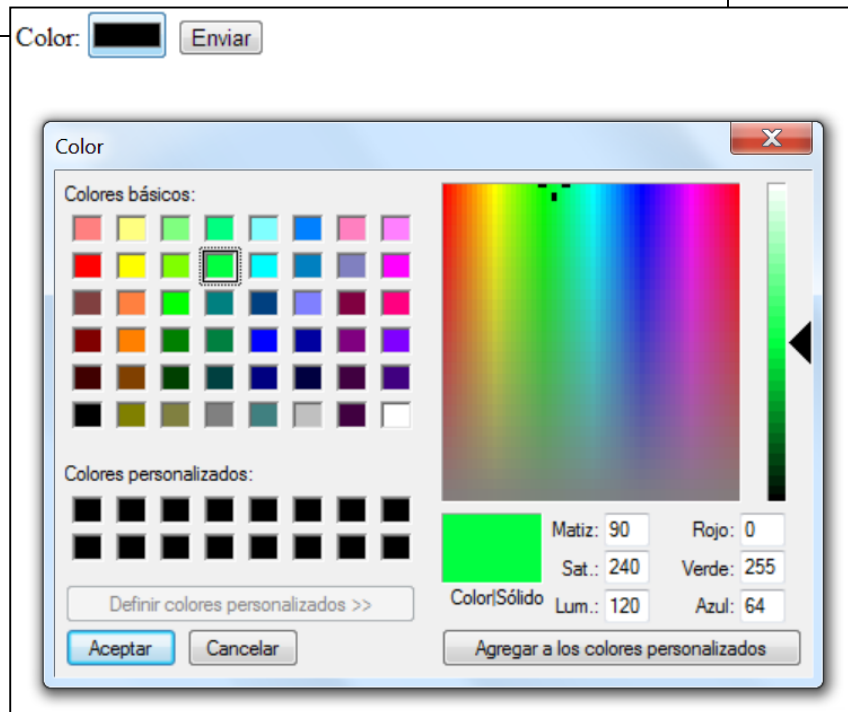 Color: Enviar
Color
Colores básicos:
Colores personalizados:
Matiz: 90 Rojo: 0
Sat.: 240 Verde: 255
Color|Sólido Lum.: 120 Azul: 64
Definir colores personalizados >>
Aceptar Cancelar Agregar a los colores personalizados